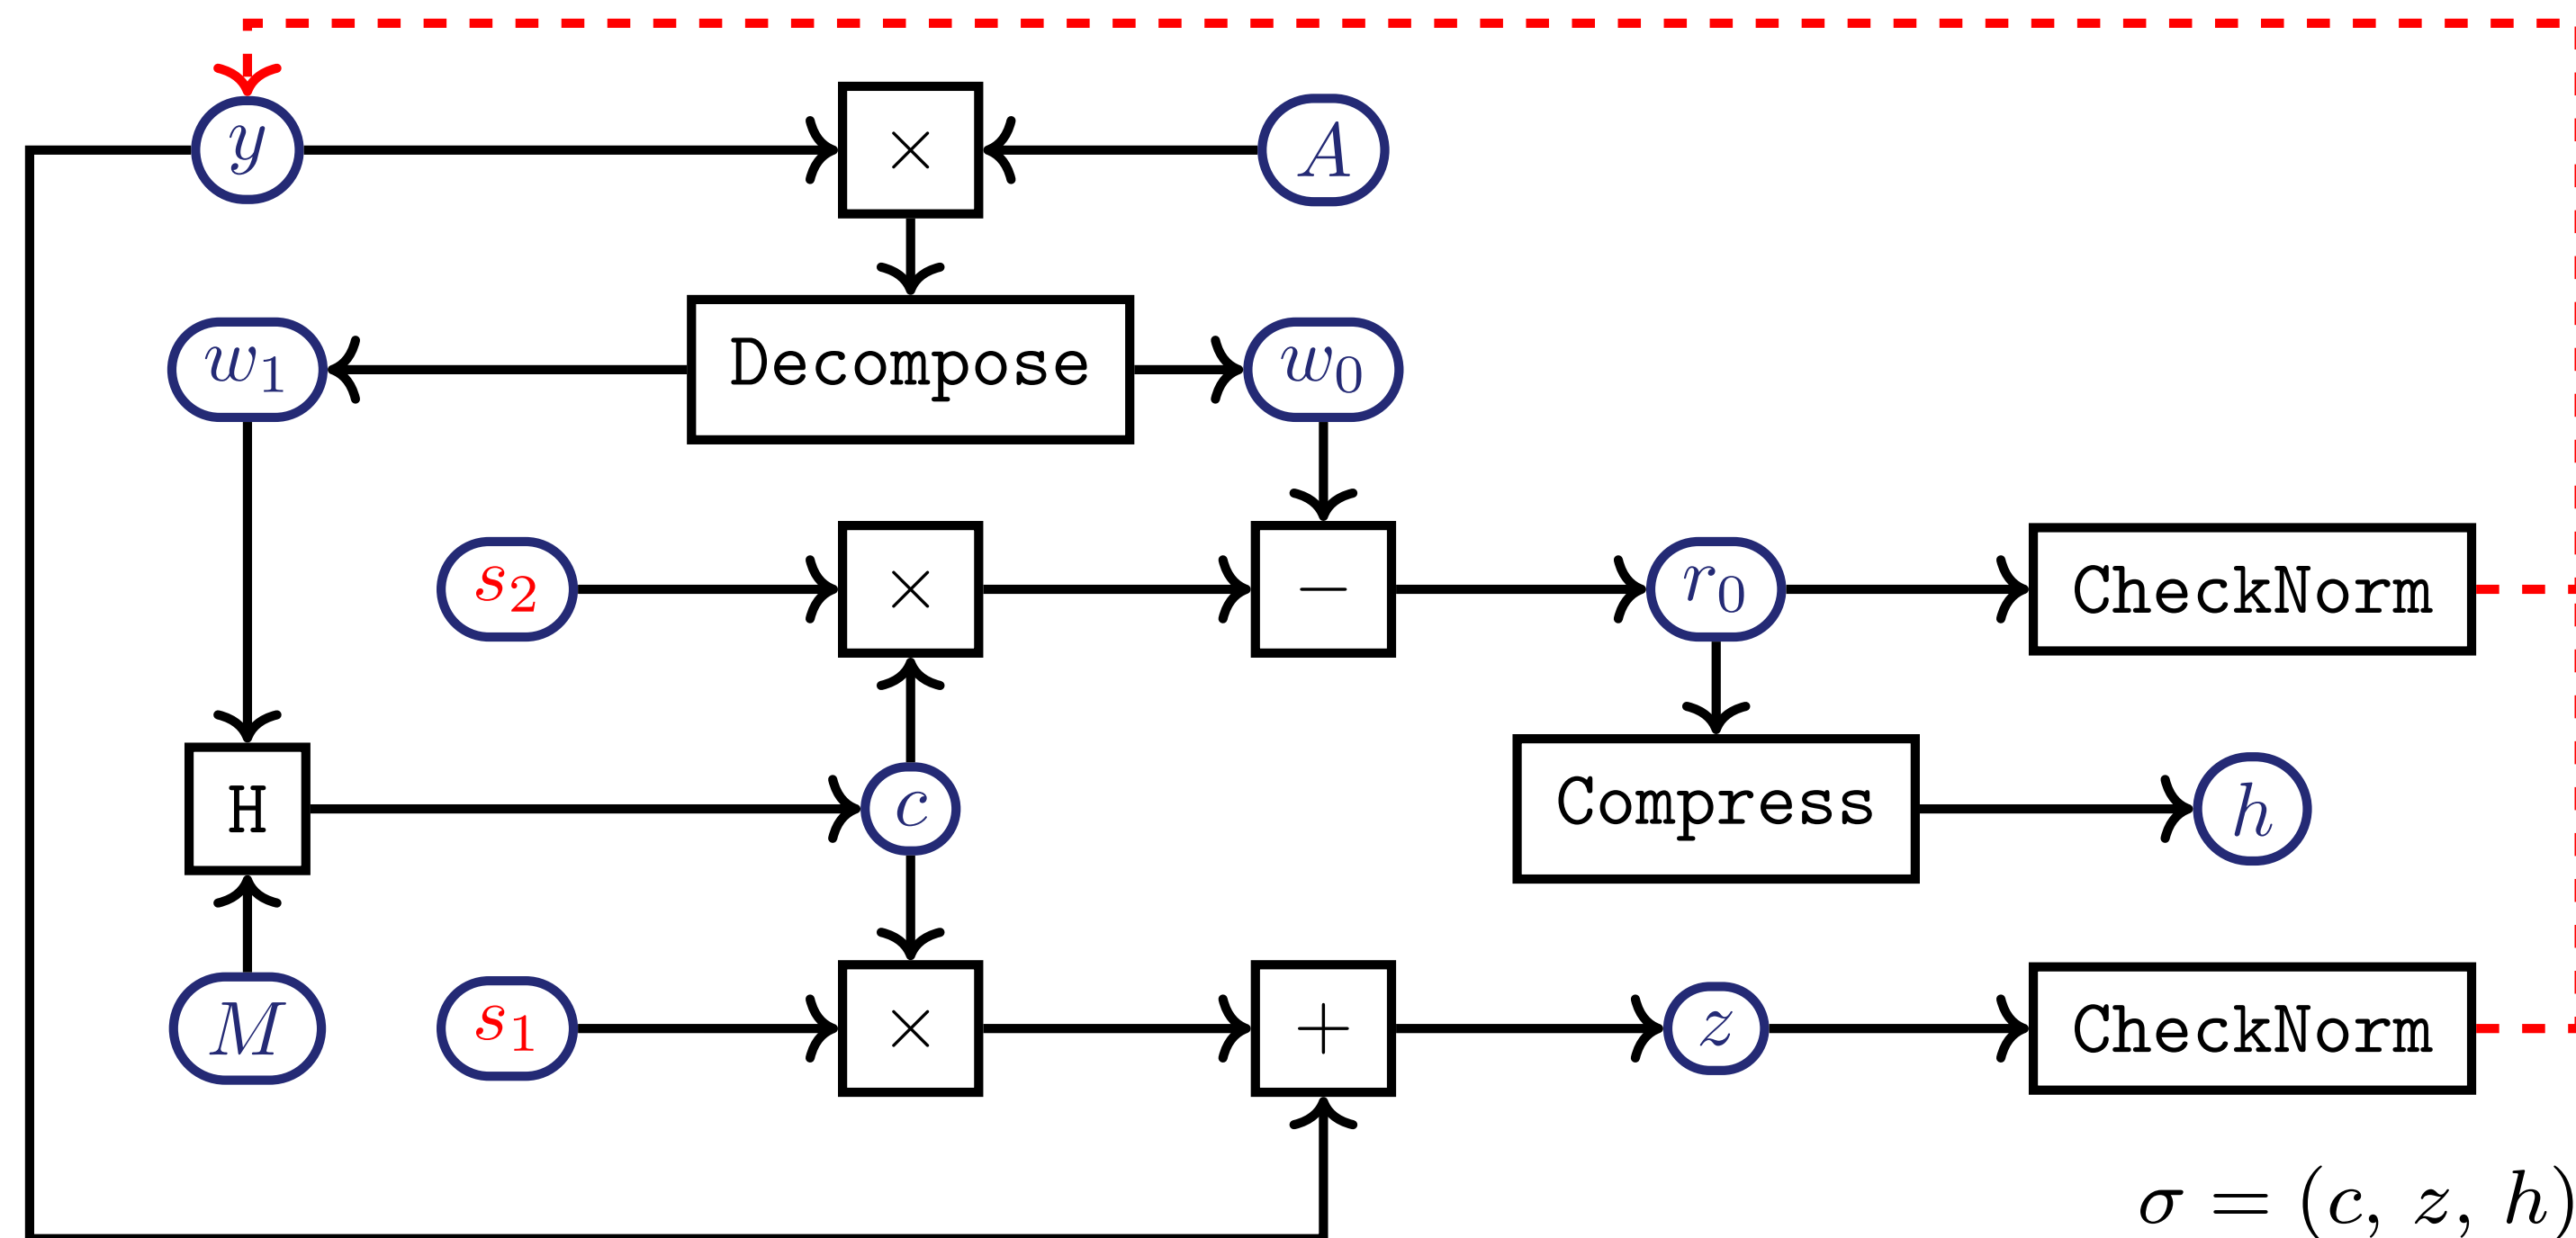 y × A
w₁ Decompose w₀
s₂ × − r₀ CheckNorm
H c Compress h
M s₁ × + z CheckNorm
σ = (c, z, h)